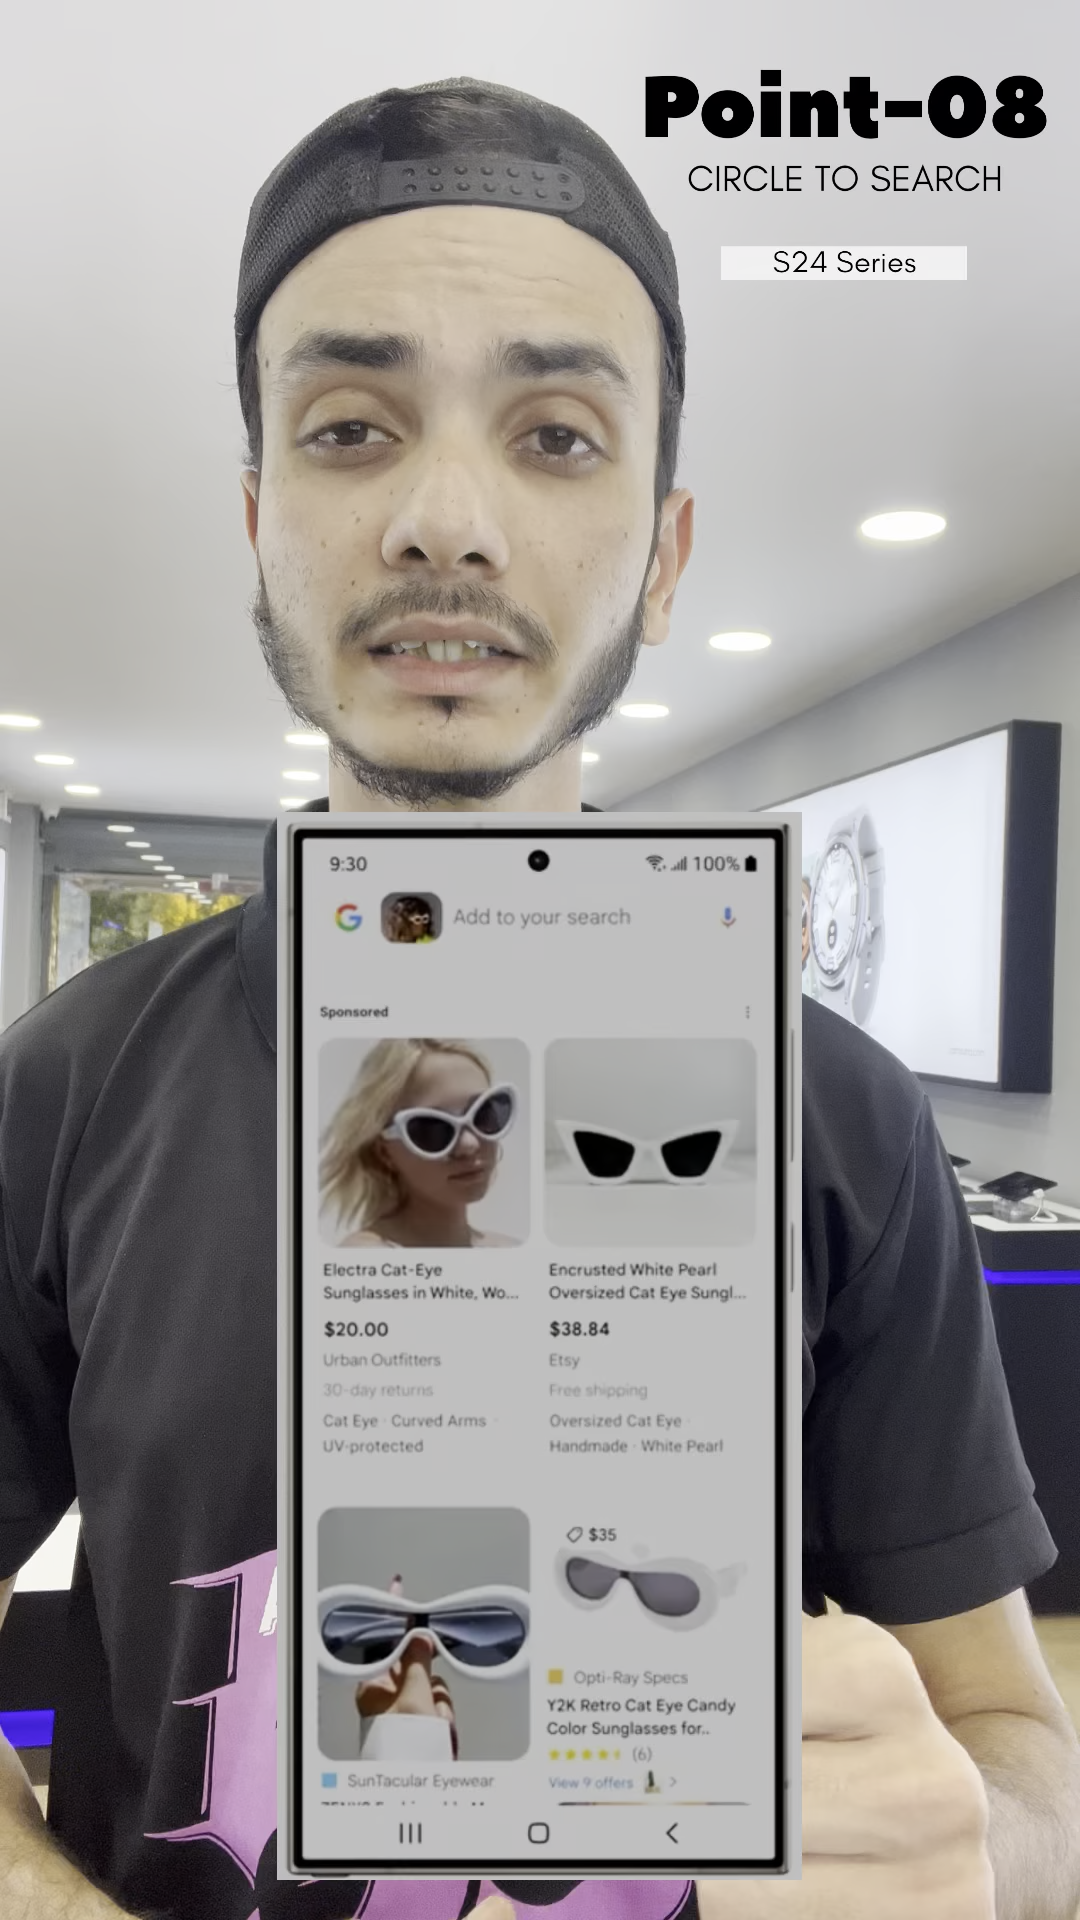 Point-08
CIRCLE TO SEARCH
S24 Series
9:30
100%
Add to your search
Sponsored
Electra Cat-Eye
Sunglasses in White, Wo...
$20.00
Urban Outfitters
30-day returns
Cat Eye · Curved Arms ·
UV-protected
Encrusted White Pearl
Oversized Cat Eye Sungl...
$38.84
Etsy
Free shipping
Oversized Cat Eye ·
Handmade · White Pearl
SunTacular Eyewear
$35
Opti-Ray Specs
Y2K Retro Cat Eye Candy
Color Sunglasses for..
(6)
View 9 offers